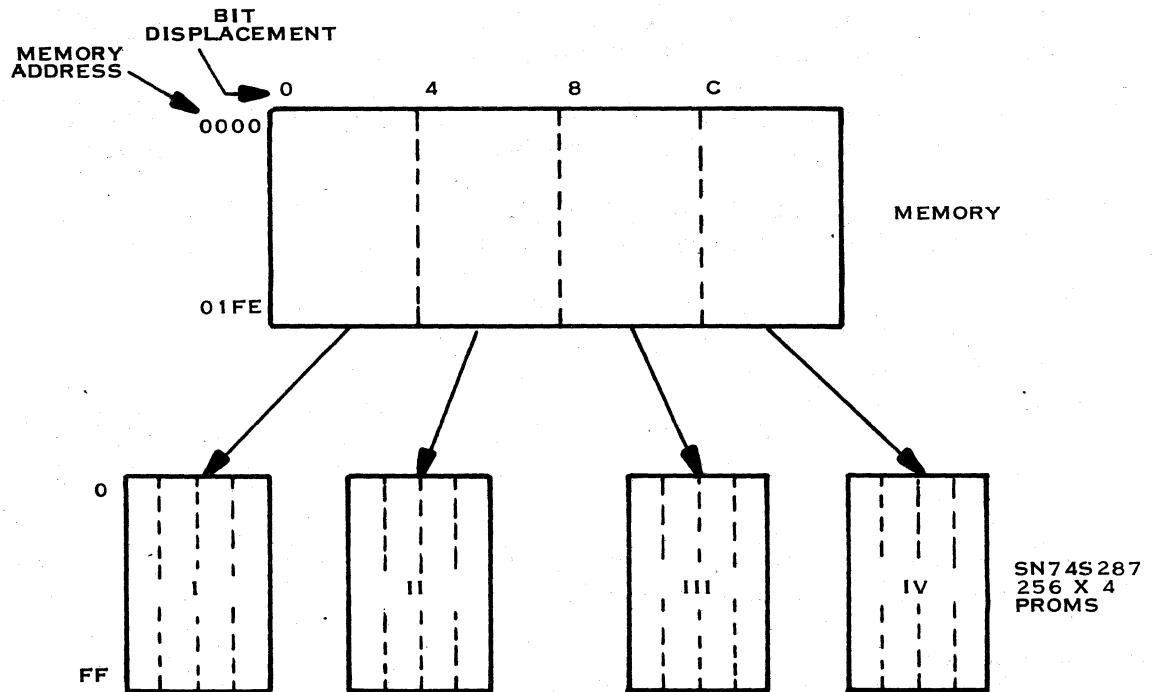 BIT
DISPLACEMENT
MEMORY
ADDRESS
0 4 8 C
0000
MEMORY
01FE
0
I II III IV
SN74S287
256 X 4
PROMS
FF